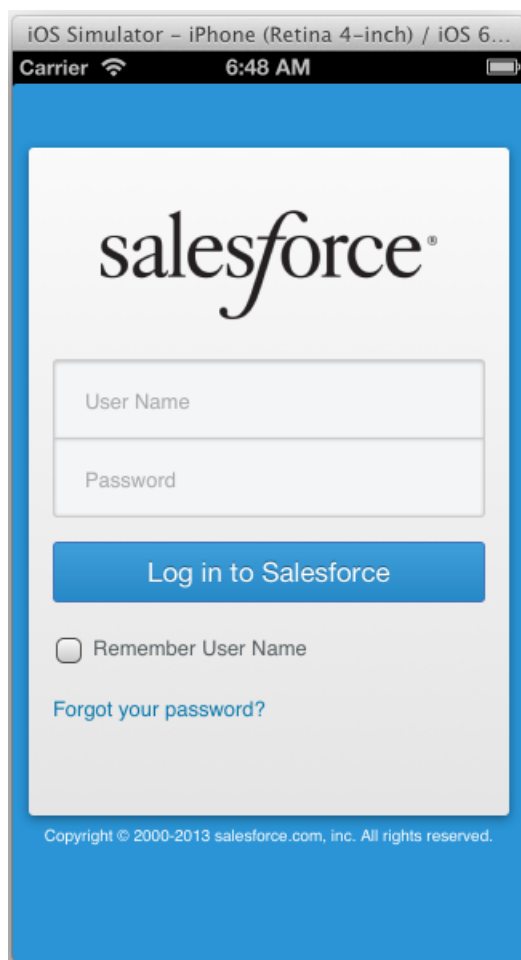 iOS Simulator – iPhone (Retina 4-inch) / iOS 6...
Carrier 6:48 AM
salesforce®
User Name
Password
Log in to Salesforce
Remember User Name
Forgot your password?
Copyright © 2000-2013 salesforce.com, inc. All rights reserved.